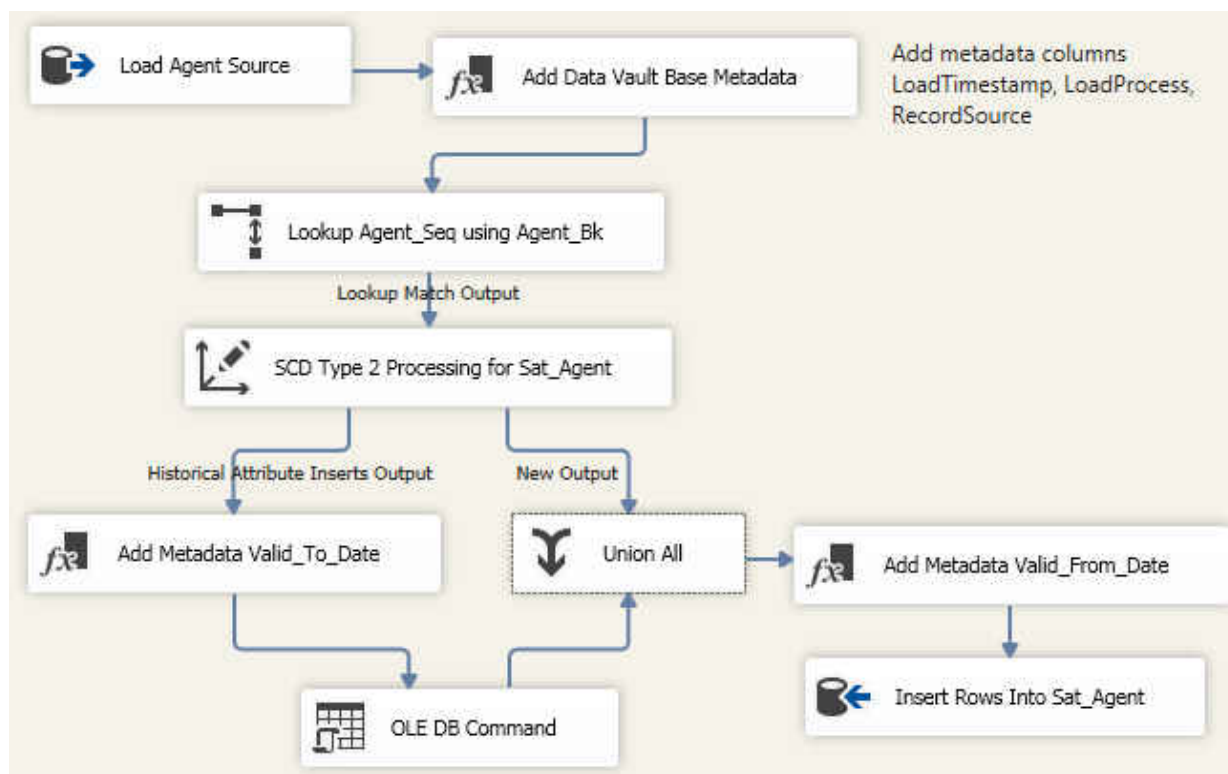 Load Agent Source
Add Data Vault Base Metadata
Add metadata columns
LoadTimestamp, LoadProcess,
RecordSource
Lookup Agent_Seq using Agent_Bk
Lookup Match Output
SCD Type 2 Processing for Sat_Agent
Historical Attribute Inserts Output
New Output
Add Metadata Valid_To_Date
Union All
Add Metadata Valid_From_Date
OLE DB Command
Insert Rows Into Sat_Agent